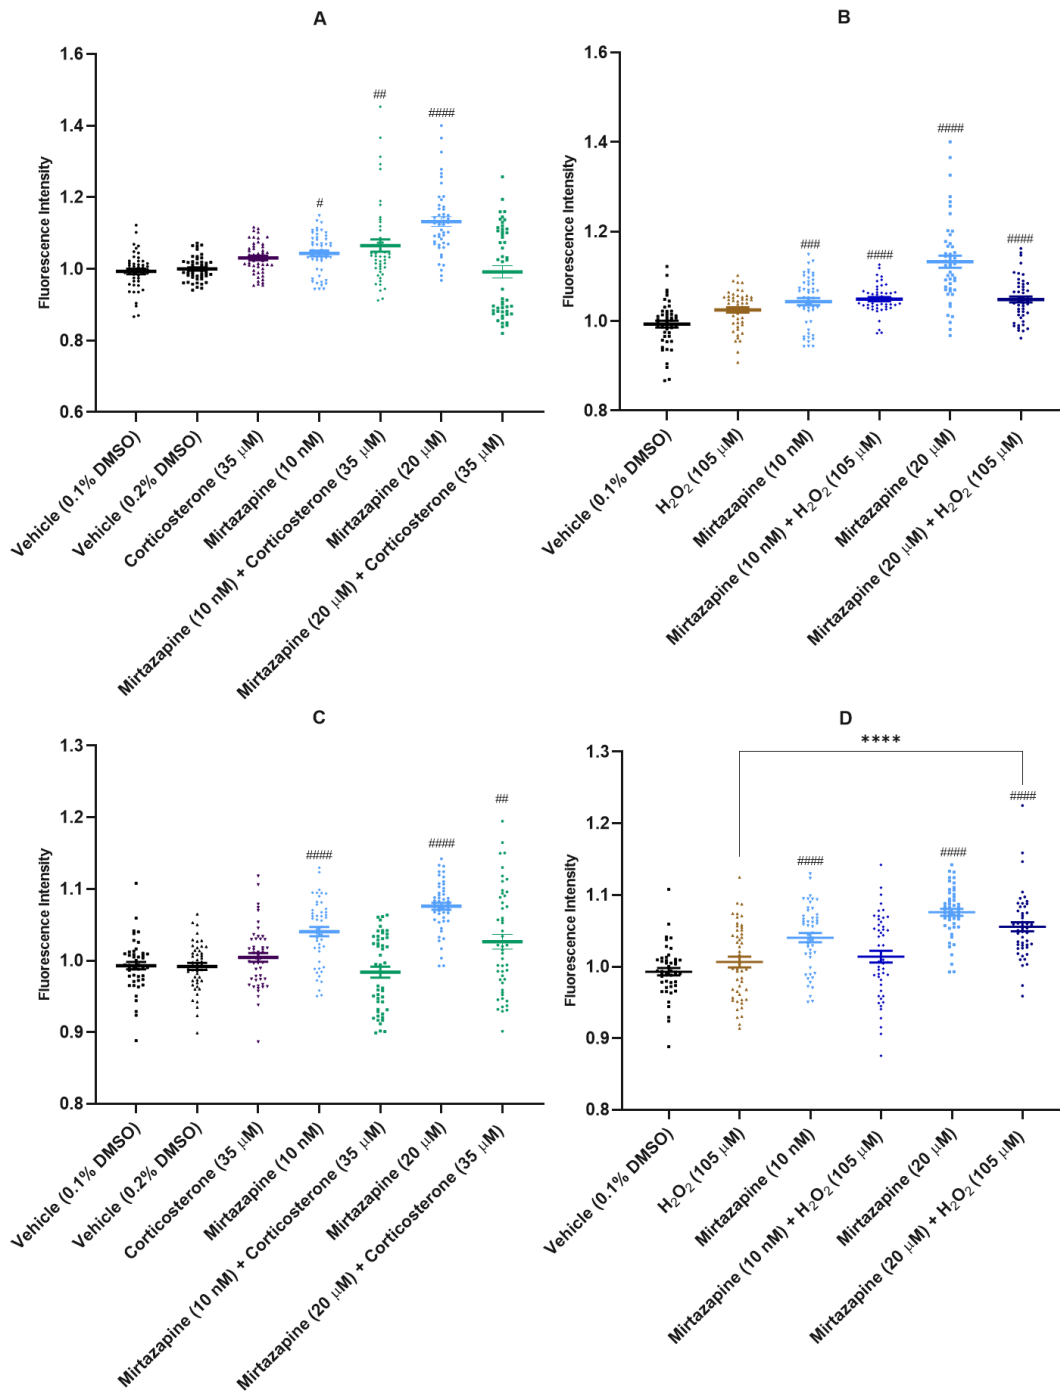 A
Fluorescence Intensity
1.6
1.4
1.2
1.0
0.8
0.6
#
##
####
Vehicle (0.1% DMSO)
Vehicle (0.2% DMSO)
Corticosterone (35 μM)
Mirtazapine (10 nM)
Mirtazapine (10 nM) + Corticosterone (35 μM)
Mirtazapine (20 μM)
Mirtazapine (20 μM) + Corticosterone (35 μM)
B
Fluorescence Intensity
1.6
1.4
1.2
1.0
0.8
###
####
####
####
Vehicle (0.1% DMSO)
H₂O₂ (105 μM)
Mirtazapine (10 nM)
Mirtazapine (10 nM) + H₂O₂ (105 μM)
Mirtazapine (20 μM)
Mirtazapine (20 μM) + H₂O₂ (105 μM)
C
Fluorescence Intensity
1.3
1.2
1.1
1.0
0.9
0.8
####
####
##
Vehicle (0.1% DMSO)
Vehicle (0.2% DMSO)
Corticosterone (35 μM)
Mirtazapine (10 nM)
Mirtazapine (10 nM) + Corticosterone (35 μM)
Mirtazapine (20 μM)
Mirtazapine (20 μM) + Corticosterone (35 μM)
D
Fluorescence Intensity
1.3
1.2
1.1
1.0
0.9
0.8
****
####
####
####
Vehicle (0.1% DMSO)
H₂O₂ (105 μM)
Mirtazapine (10 nM)
Mirtazapine (10 nM) + H₂O₂ (105 μM)
Mirtazapine (20 μM)
Mirtazapine (20 μM) + H₂O₂ (105 μM)